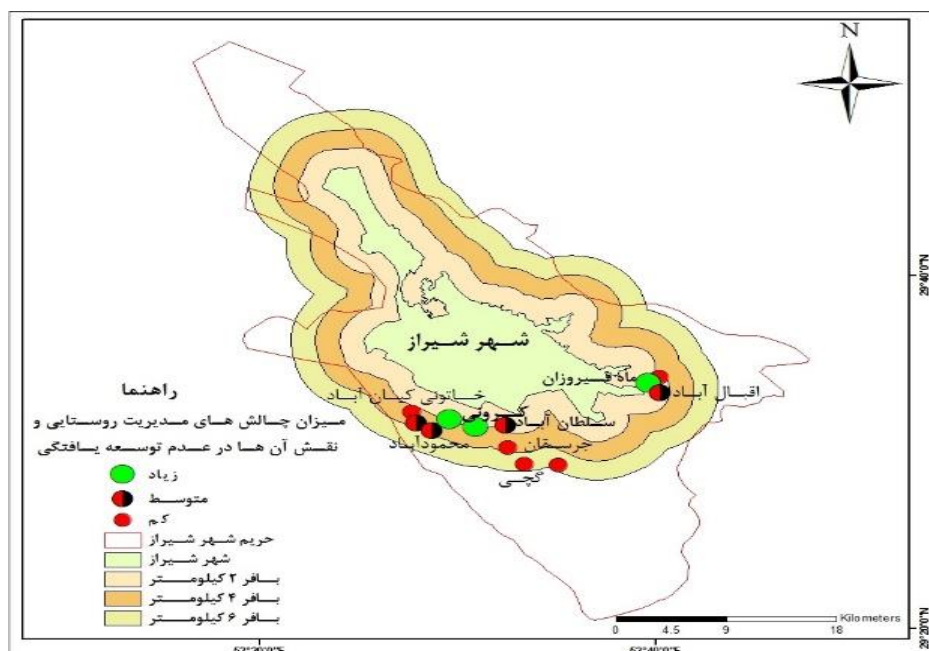 N
شهر شیراز
ماه فیروزان
اقبال آباد
خاتونی کیان آباد
کرونی
سلطان آباد
محمودآباد
جرسقان
گچی
راهنما
میزان چالش های مدیریت روستایی و
نقش آن ها در عدم توسعه یافتگی
زیاد
متوسط
کم
حریم شهر شیراز
شهر شیراز
بافر ۲ کیلومتر
بافر ۴ کیلومتر
بافر ۶ کیلومتر
Kilometers
0 4.5 9 18
29°40'0"N
29°20'0"N
52°40'0"E